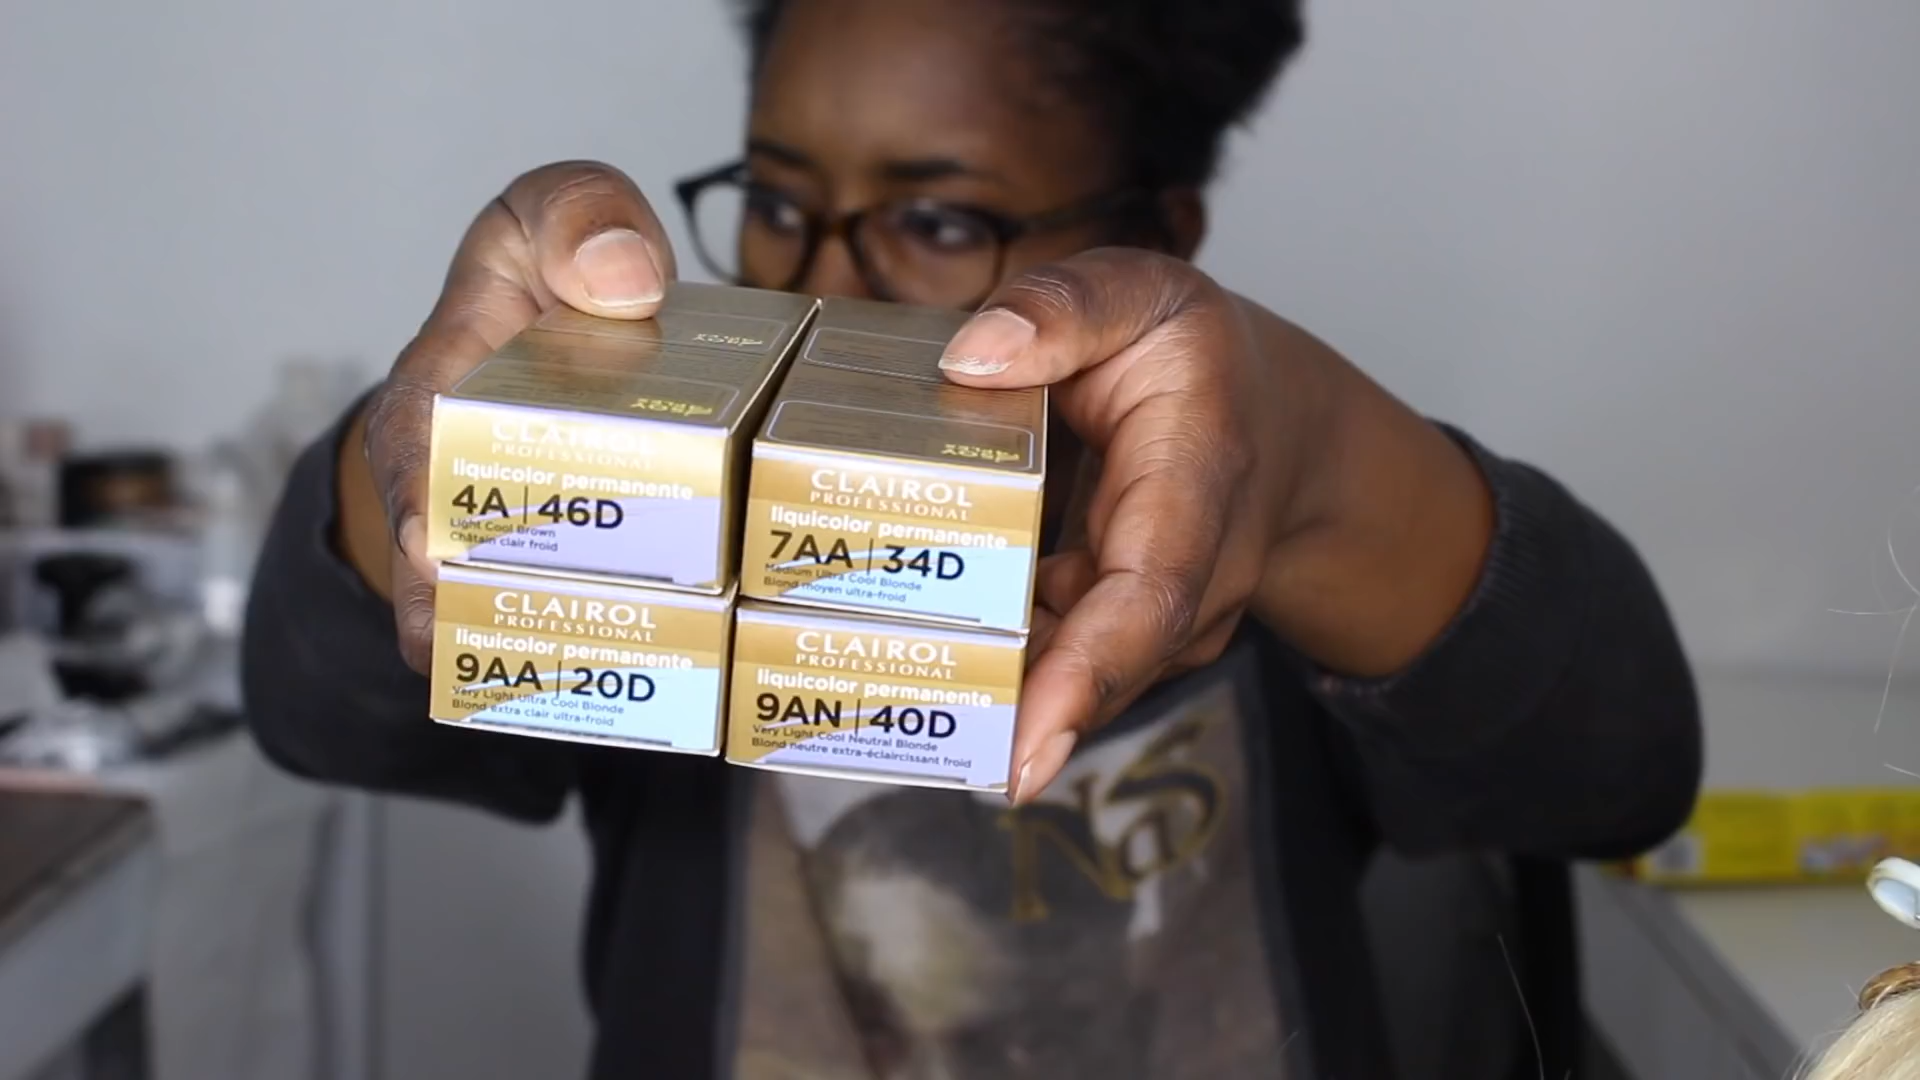 CLAIROL
PROFESSIONAL
liquicolor permanente
4A | 46D
Light Cool Brown
Châtain clair froid
CLAIROL
PROFESSIONAL
liquicolor permanente
7AA | 34D
Medium Ultra Cool Blonde
Blond moyen ultra-froid
CLAIROL
PROFESSIONAL
liquicolor permanente
9AA | 20D
Very Light Ultra Cool Blonde
Blond extra clair ultra-froid
CLAIROL
PROFESSIONAL
liquicolor permanente
9AN | 40D
Very Light Cool Neutral Blonde
Blond neutre extra-éclaircissant froid
NaS